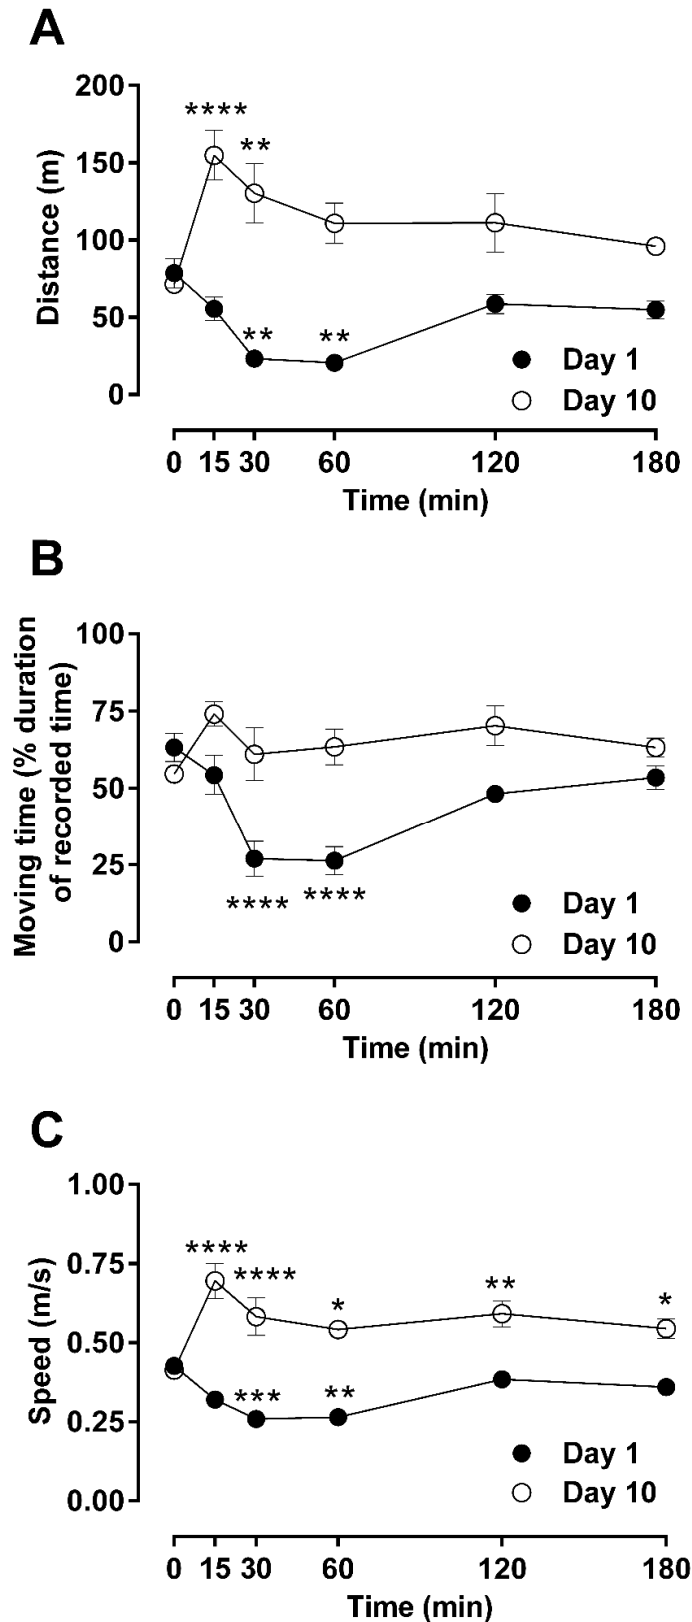 A
200
150
100
50
0
Distance (m)
****
**
**
**
Day 1
Day 10
0 15 30 60 120 180
Time (min)
B
100
75
50
25
0
Moving time (% duration
of recorded time)
****
****
Day 1
Day 10
0 15 30 60 120 180
Time (min)
C
1.00
0.75
0.50
0.25
0.00
Speed (m/s)
****
****
*
**
*
***
**
Day 1
Day 10
0 15 30 60 120 180
Time (min)